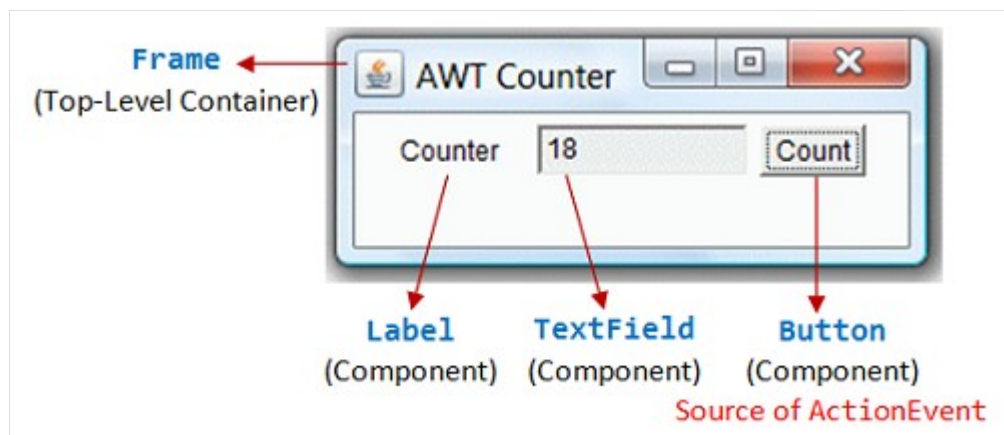 Frame
(Top-Level Container)
AWT Counter
Counter 18 Count
Label TextField Button
(Component) (Component) (Component)
Source of ActionEvent